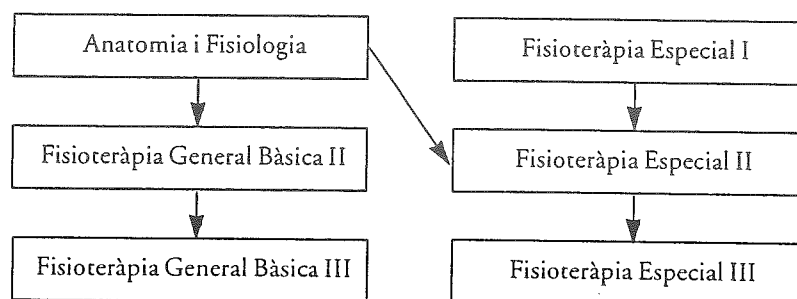 Anatomia i Fisiologia
Fisioteràpia Especial I
Fisioteràpia General Bàsica II
Fisioteràpia Especial II
Fisioteràpia General Bàsica III
Fisioteràpia Especial III